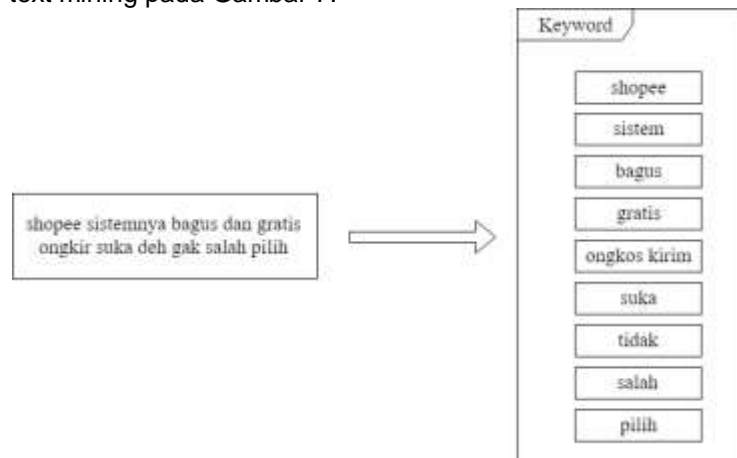 text mining pada Gambar 1.
shopee sistemnya bagus dan gratis
ongkir suka deh gak salah pilih
Keyword
shopee
sistem
bagus
gratis
ongkos kirim
suka
tidak
salah
pilih